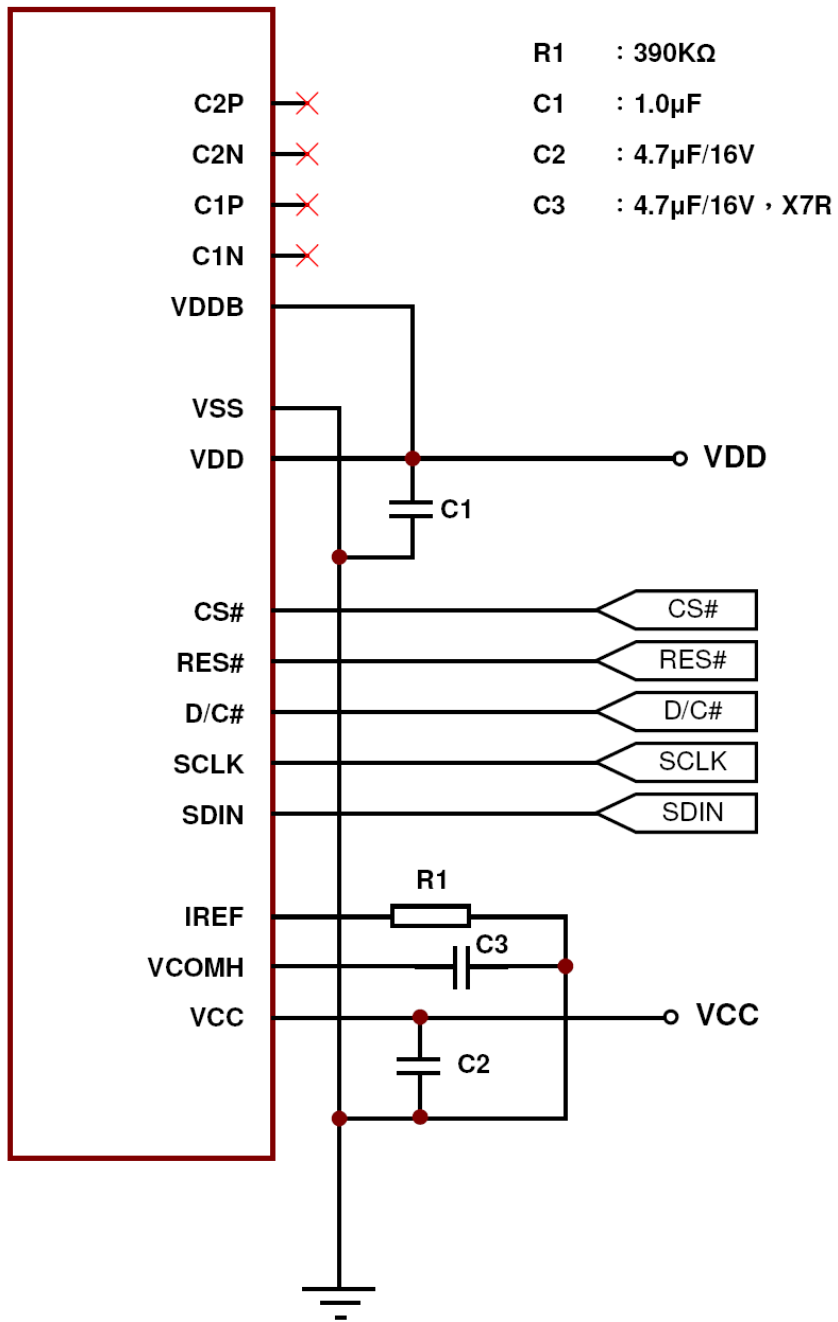 R1 : 390KΩ
C2P
C1 : 1.0µF
C2N
C2 : 4.7µF/16V
C1P
C3 : 4.7µF/16V，X7R
C1N
VDDB
VSS
VDD
VDD
C1
CS#
CS#
RES#
RES#
D/C#
D/C#
SCLK
SCLK
SDIN
SDIN
R1
IREF
C3
VCOMH
VCC
VCC
C2